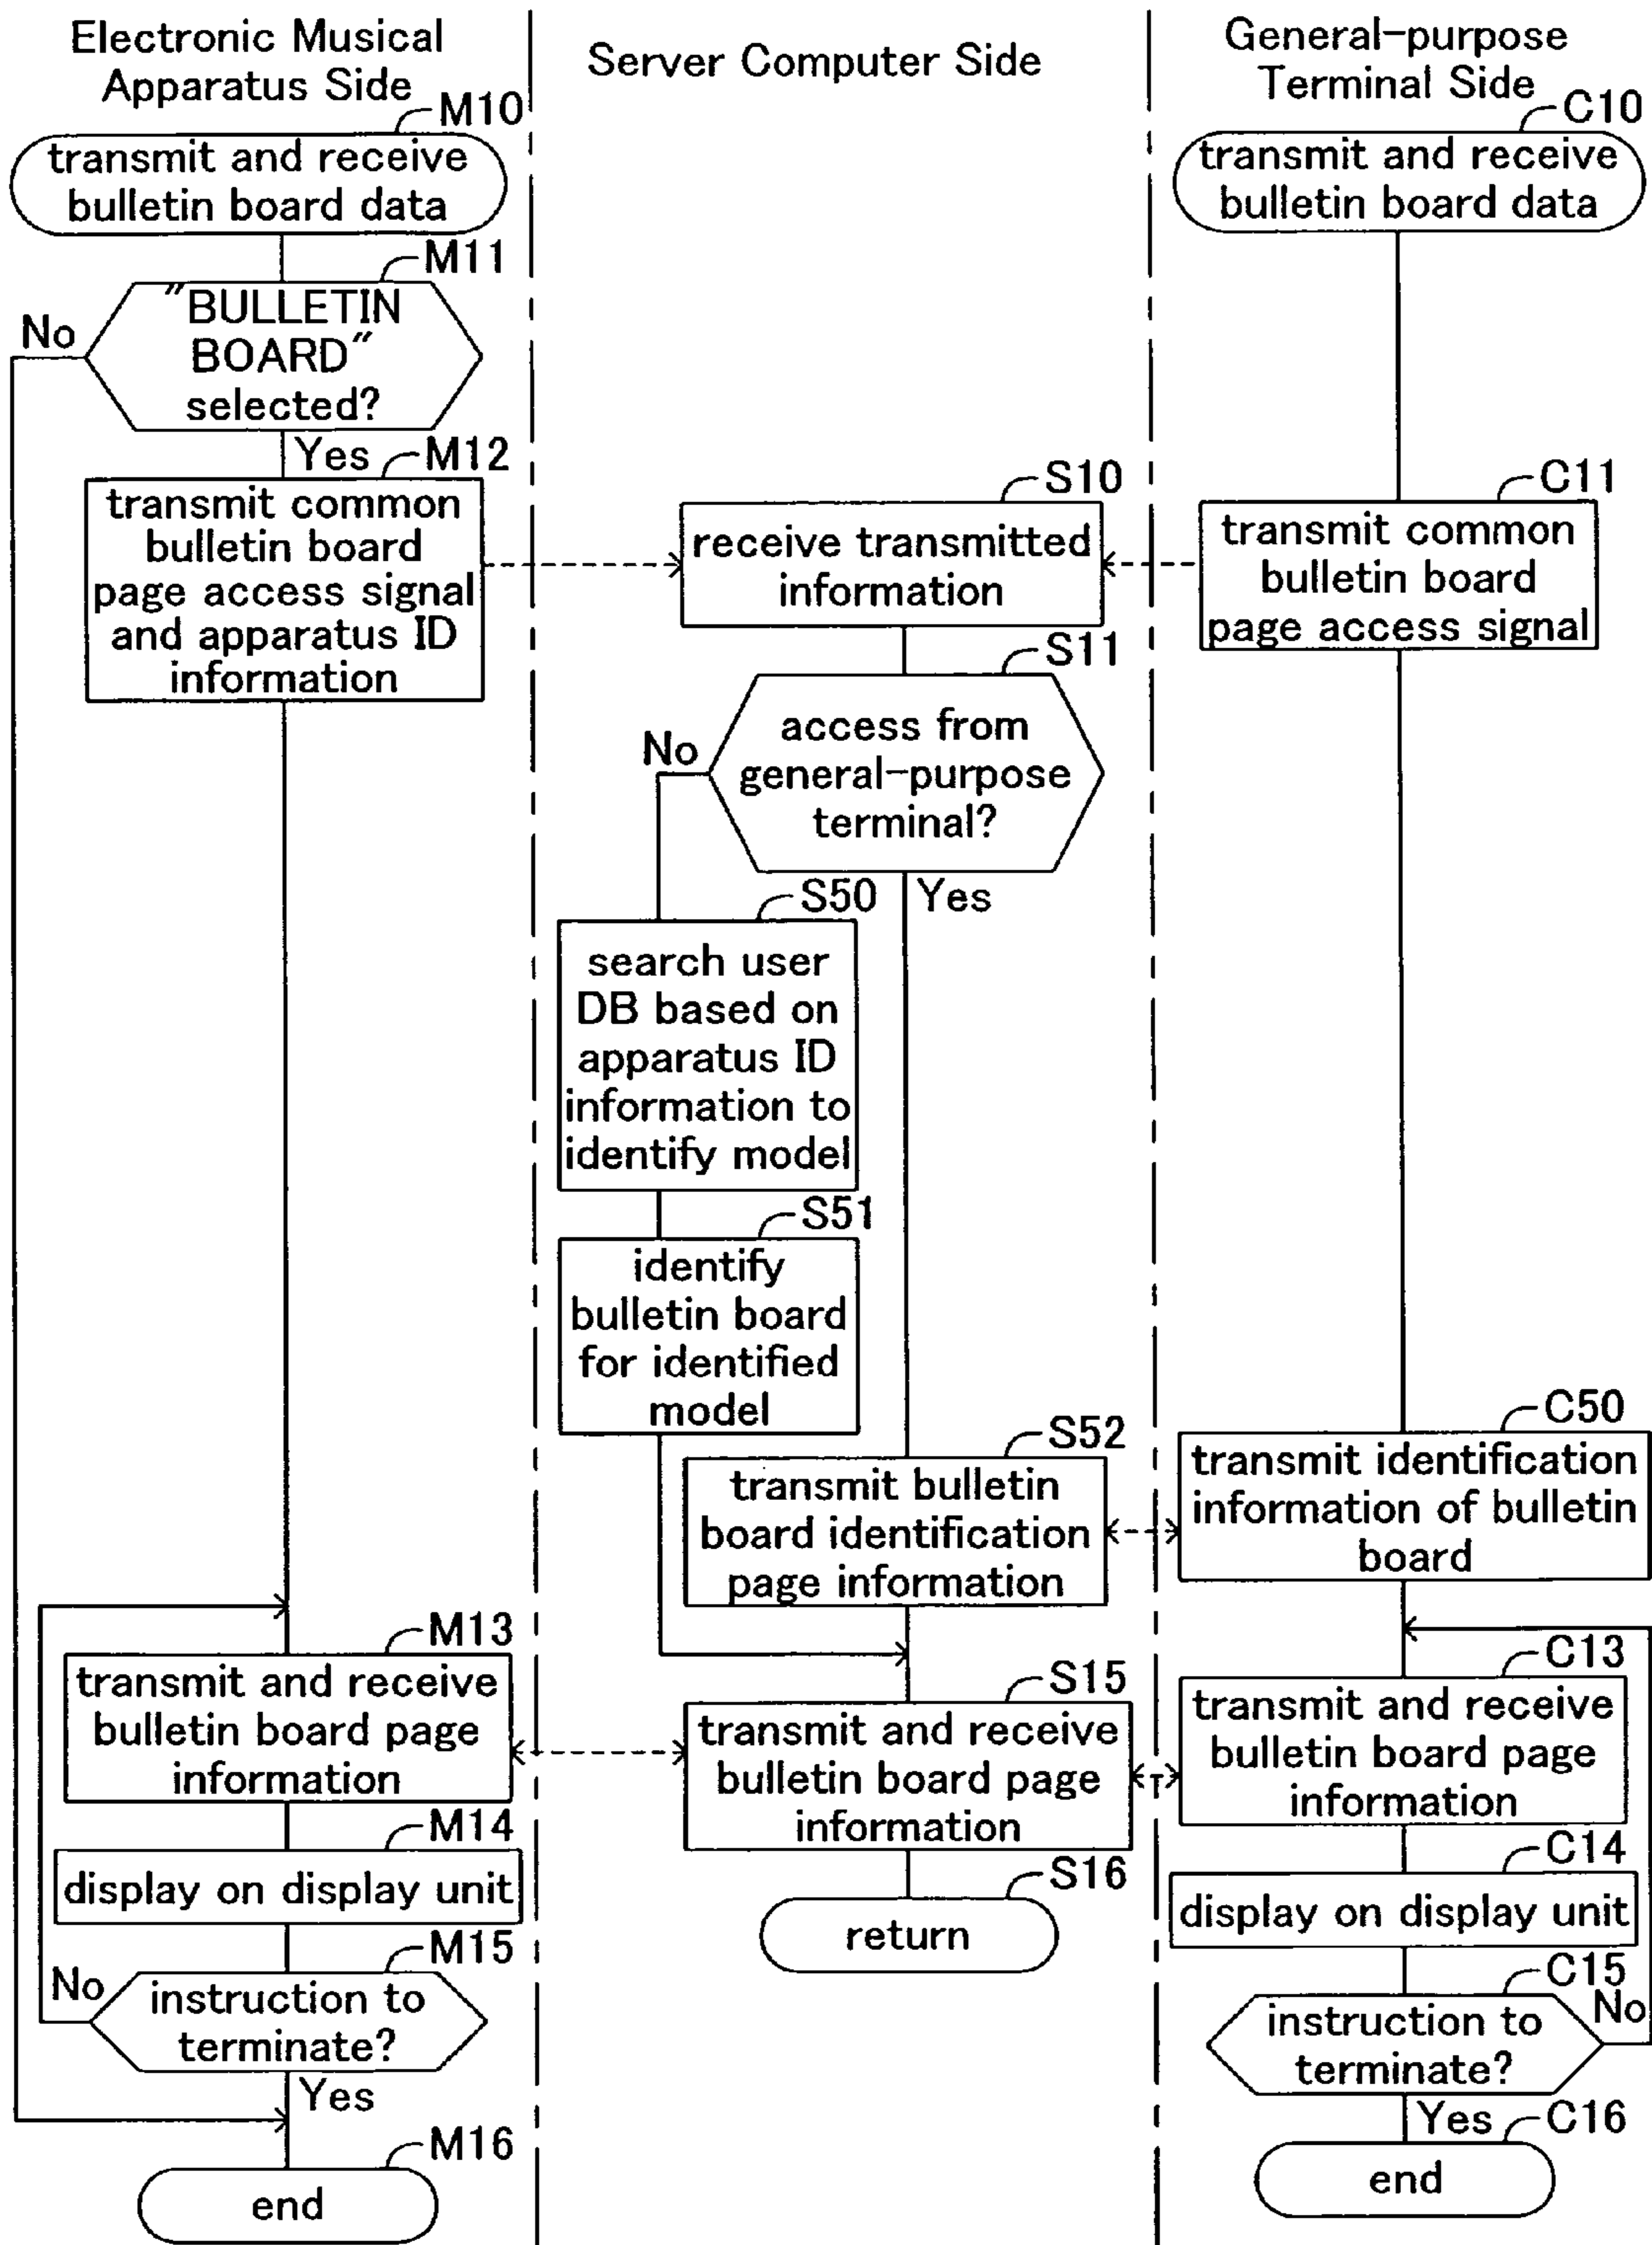 Electronic Musical
Apparatus Side
Server Computer Side
General-purpose
Terminal Side
M10
transmit and receive
bulletin board data
M11
"BULLETIN
BOARD"
selected?
No
Yes
M12
transmit common
bulletin board
page access signal
and apparatus ID
information
M13
transmit and receive
bulletin board page
information
M14
display on display unit
M15
No
instruction to
terminate?
Yes
M16
end
S10
receive transmitted
information
S11
access from
general-purpose
terminal?
No
Yes
S50
search user
DB based on
apparatus ID
information to
identify model
S51
identify
bulletin board
for identified
model
S52
transmit bulletin
board identification
page information
S15
transmit and receive
bulletin board page
information
S16
return
C10
transmit and receive
bulletin board data
C11
transmit common
bulletin board
page access signal
C50
transmit identification
information of bulletin
board
C13
transmit and receive
bulletin board page
information
C14
display on display unit
C15
No
instruction to
terminate?
Yes
C16
end